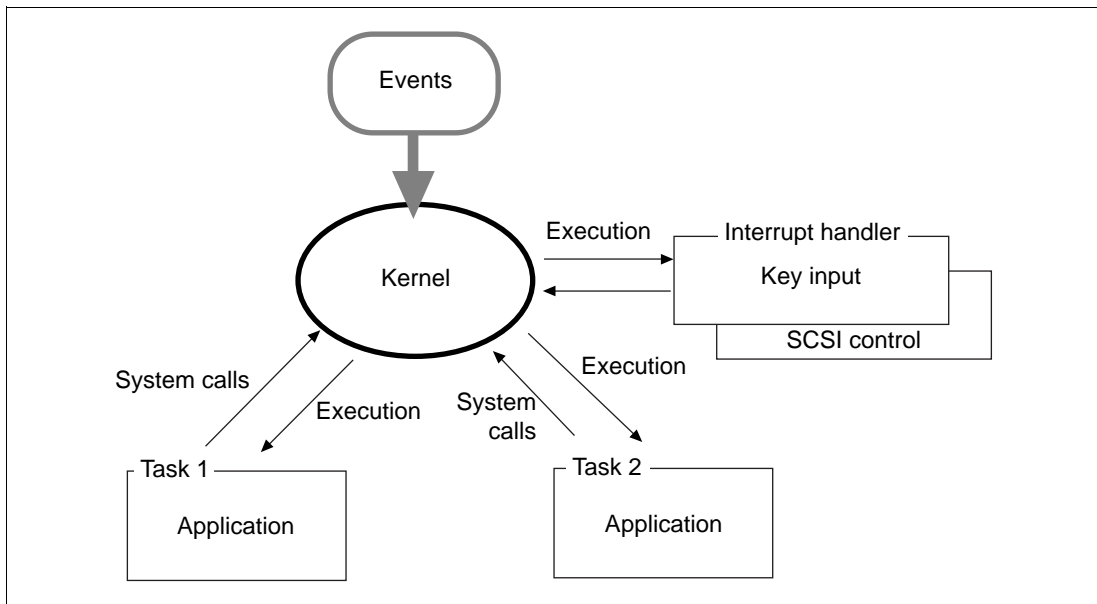 Events
Kernel
Execution
Interrupt handler
Key input
SCSI control
System calls
Execution
System
calls
Execution
Task 1
Application
Task 2
Application